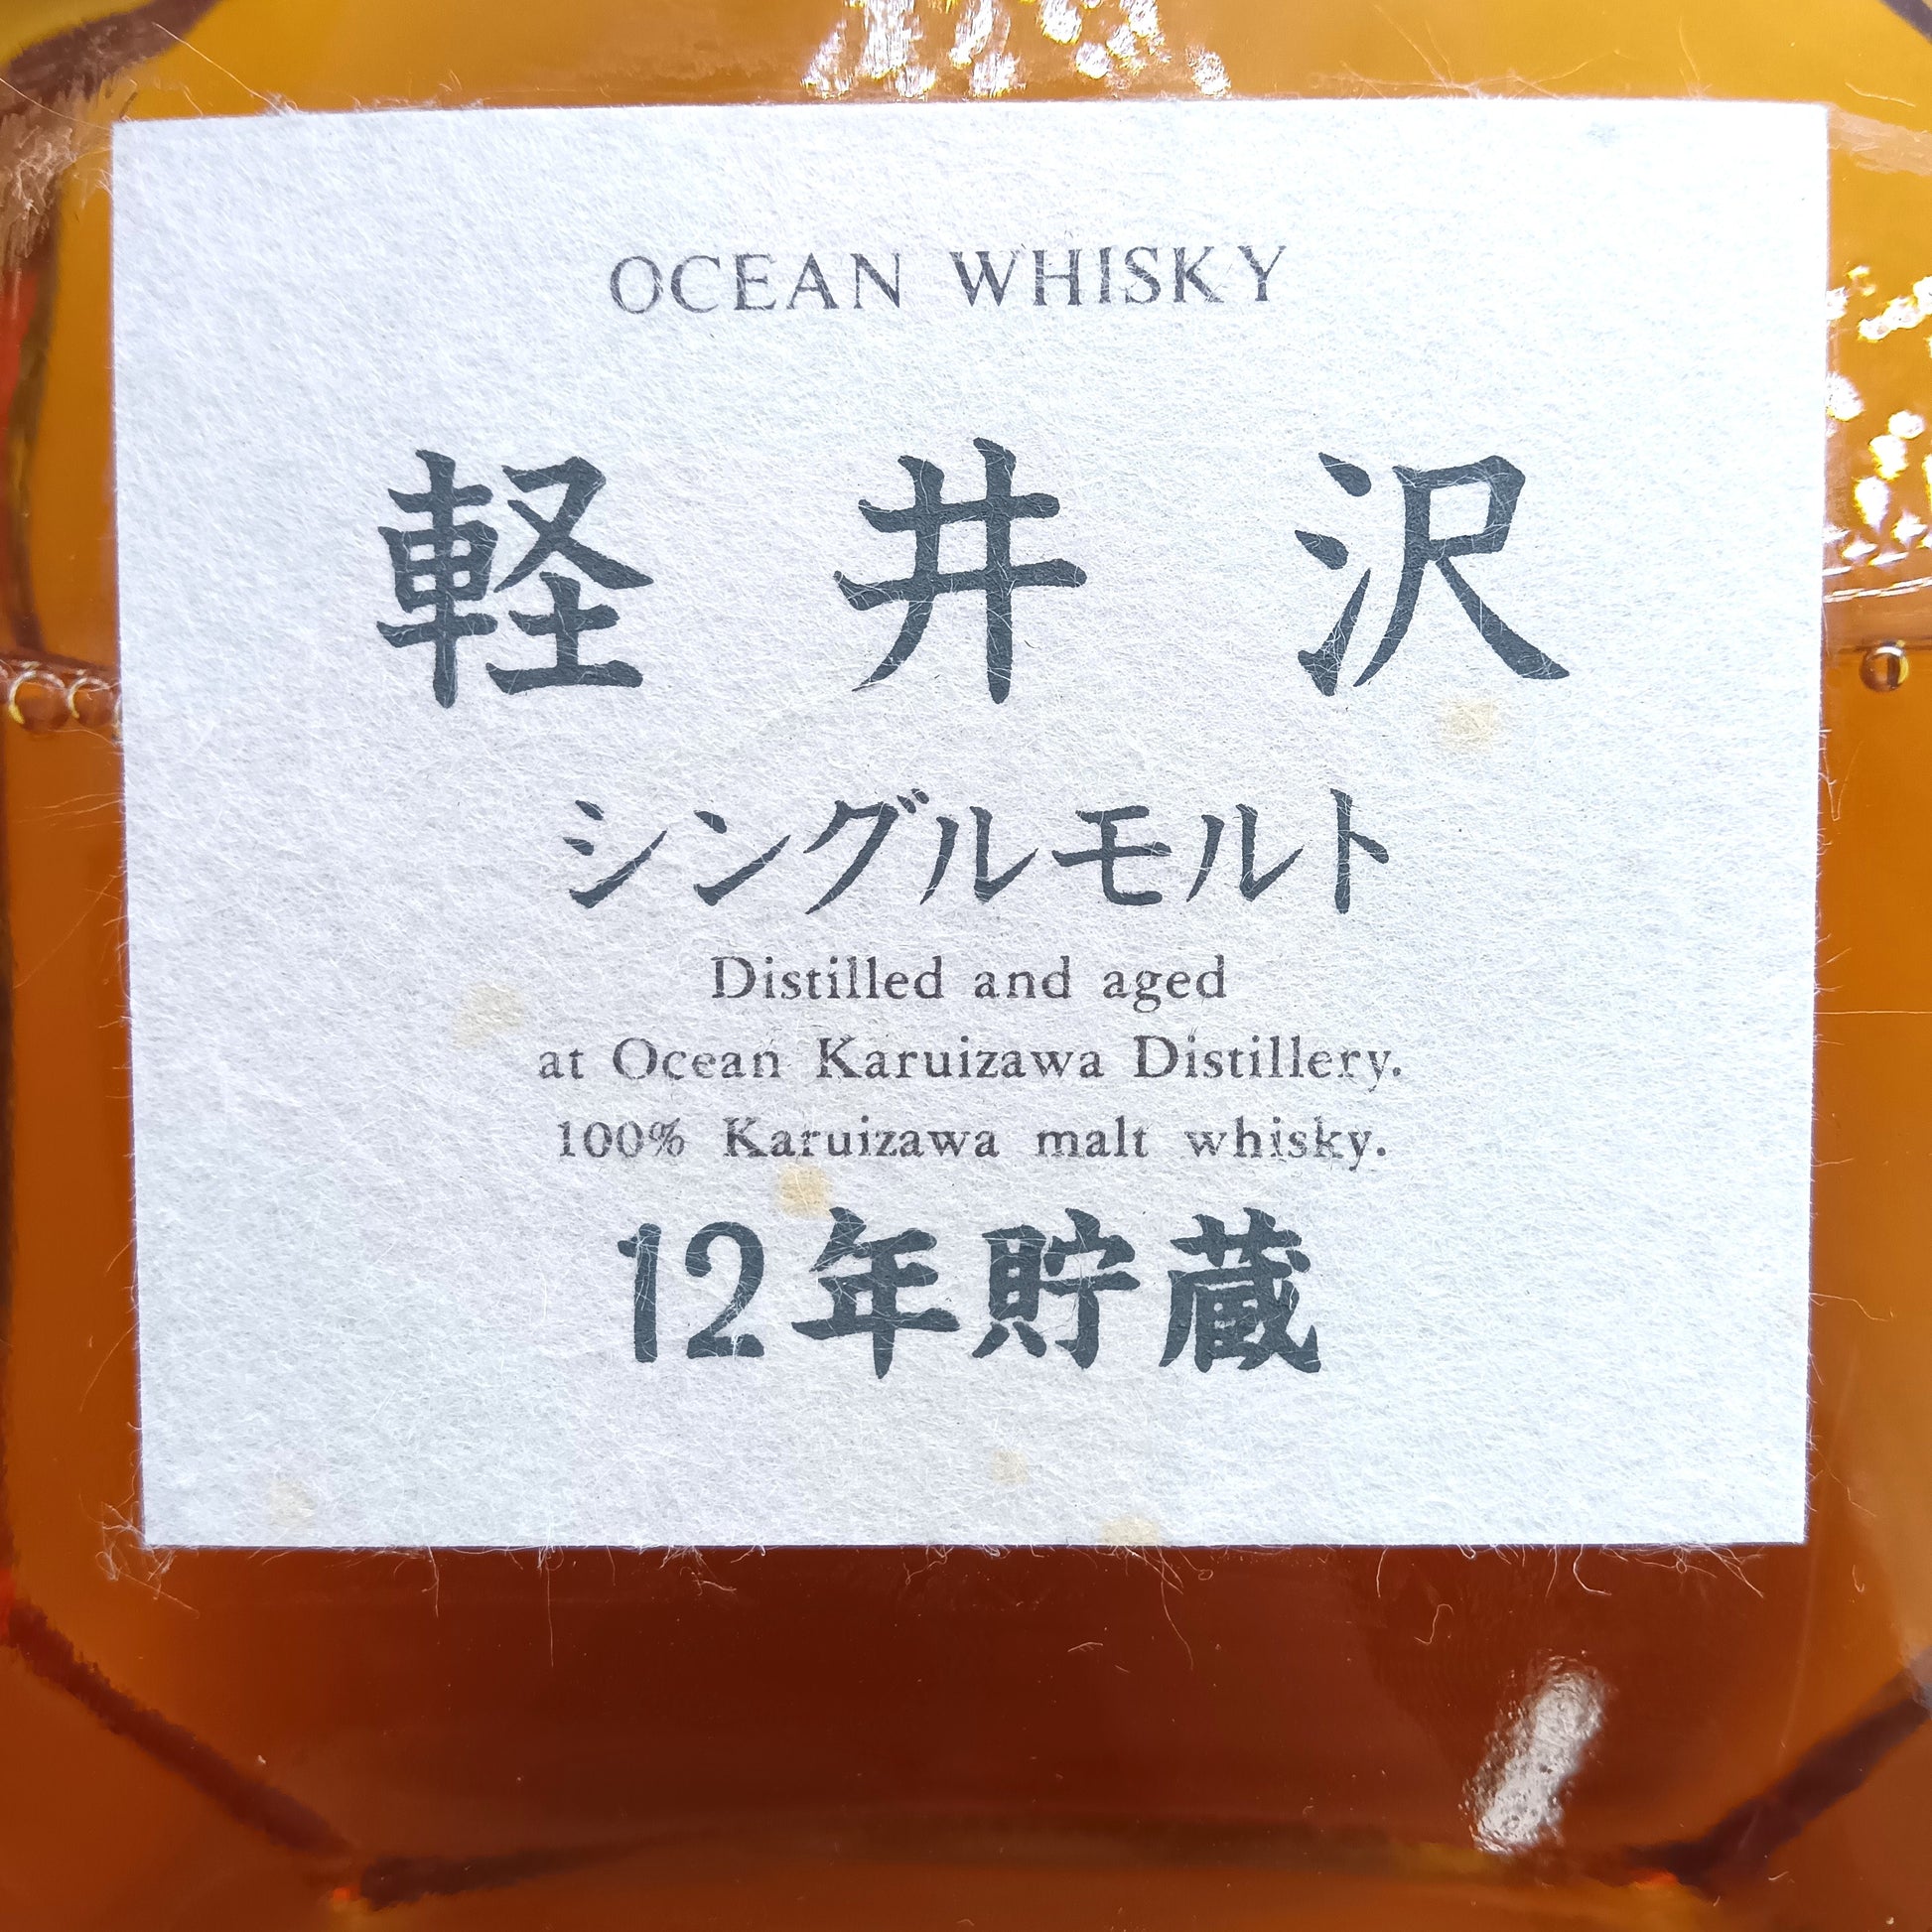 OCEAN WHISKY
軽井沢
シングルモルト
Distilled and aged
at Ocean Karuizawa Distillery.
100% Karuizawa malt whisky.
12年貯蔵